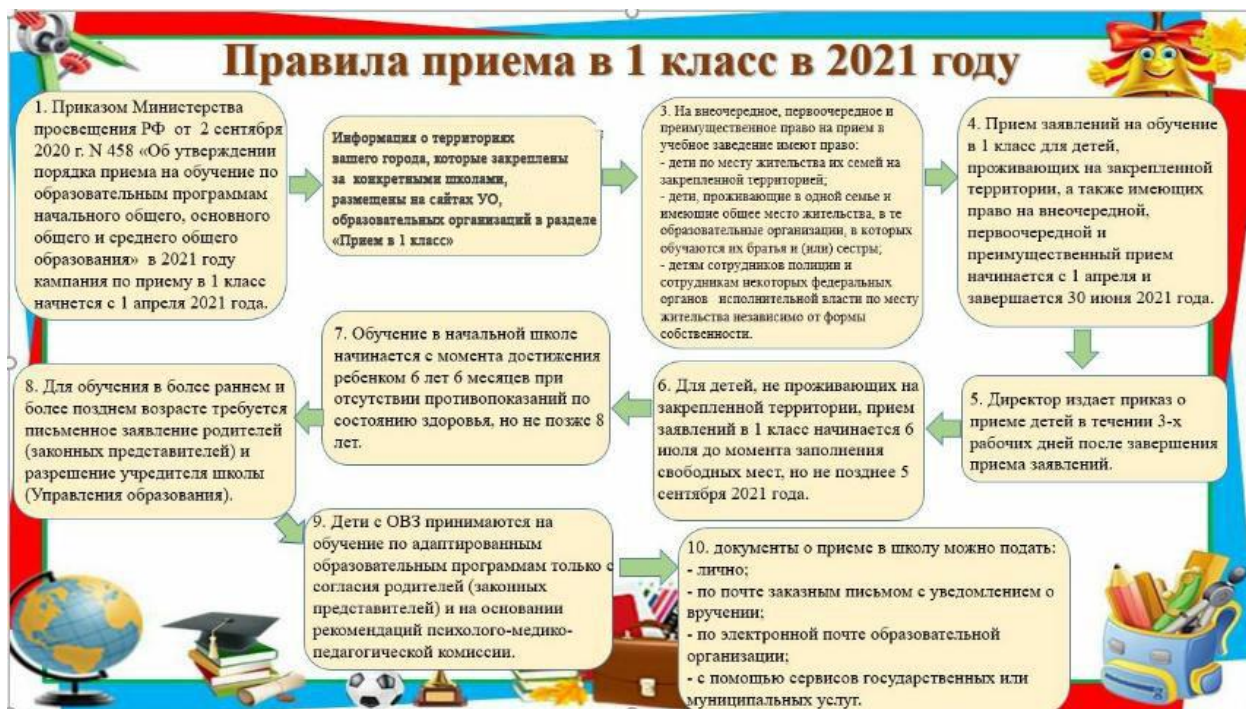 Правила приема в 1 класс в 2021 году
1. Приказом Министерства
просвещения РФ от 2 сентября
2020 г. N 458 «Об утверждении
порядка приема на обучение по
образовательным программам
начального общего, основного
общего и среднего общего
образования» в 2021 году
кампания по приему в 1 класс
начнется с 1 апреля 2021 года.
Информация о территориях
вашего города, которые закреплены
за конкретными школами,
размещены на сайтах УО,
образовательных организаций в разделе
«Прием в 1 класс»
3. На внеочередное, первоочередное и
преимущественное право на прием в
учебное заведение имеют право:
- дети по месту жительства их семей на
закрепленной территорией;
- дети, проживающие в одной семье и
имеющие общее место жительства, в те
образовательные организации, в которых
обучаются их братья и (или) сестры;
- детям сотрудников полиции и
сотрудникам некоторых федеральных
органов исполнительной власти по месту
жительства независимо от формы
собственности.
4. Прием заявлений на обучение
в 1 класс для детей,
проживающих на закрепленной
территории, а также имеющих
право на внеочередной,
первоочередной и
преимущественный прием
начинается с 1 апреля и
завершается 30 июня 2021 года.
5. Директор издает приказ о
приеме детей в течении 3-х
рабочих дней после завершения
приема заявлений.
6. Для детей, не проживающих на
закрепленной территории, прием
заявлений в 1 класс начинается 6
июля до момента заполнения
свободных мест, но не позднее 5
сентября 2021 года.
7. Обучение в начальной школе
начинается с момента достижения
ребенком 6 лет 6 месяцев при
отсутствии противопоказаний по
состоянию здоровья, но не позже 8
лет.
8. Для обучения в более раннем и
более позднем возрасте требуется
письменное заявление родителей
(законных представителей) и
разрешение учредителя школы
(Управления образования).
9. Дети с ОВЗ принимаются на
обучение по адаптированным
образовательным программам только с
согласия родителей (законных
представителей) и на основании
рекомендаций психолого-медико-
педагогической комиссии.
10. документы о приеме в школу можно подать:
- лично;
- по почте заказным письмом с уведомлением о
вручении;
- по электронной почте образовательной
организации;
- с помощью сервисов государственных или
муниципальных услуг.